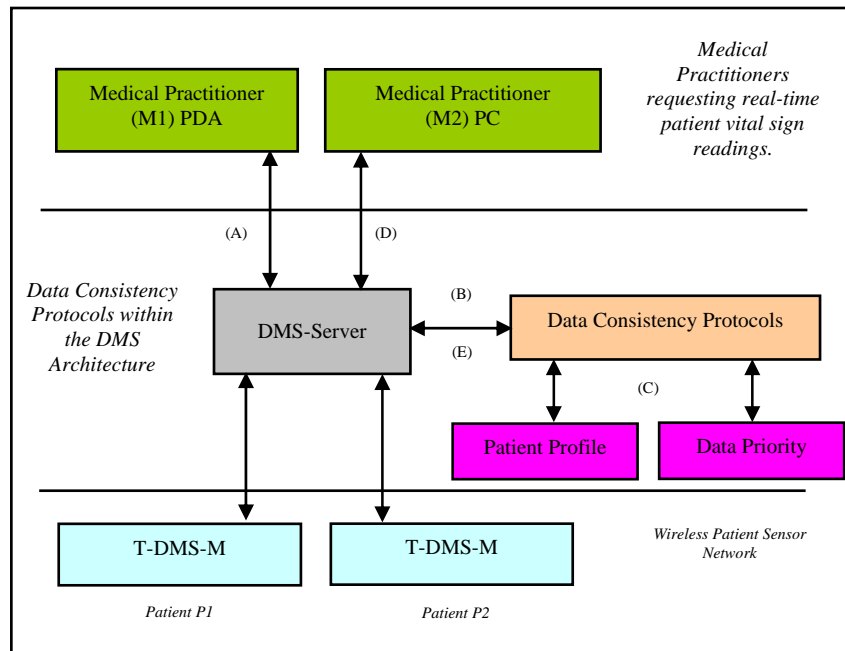 Medical Practitioner
(M1) PDA
Medical Practitioner
(M2) PC
Medical
Practitioners
requesting real-time
patient vital sign
readings.
(A)
(D)
Data Consistency
Protocols within
the DMS
Architecture
DMS-Server
(B)
(E)
Data Consistency Protocols
(C)
Patient Profile
Data Priority
T-DMS-M
T-DMS-M
Wireless Patient Sensor
Network
Patient P1
Patient P2